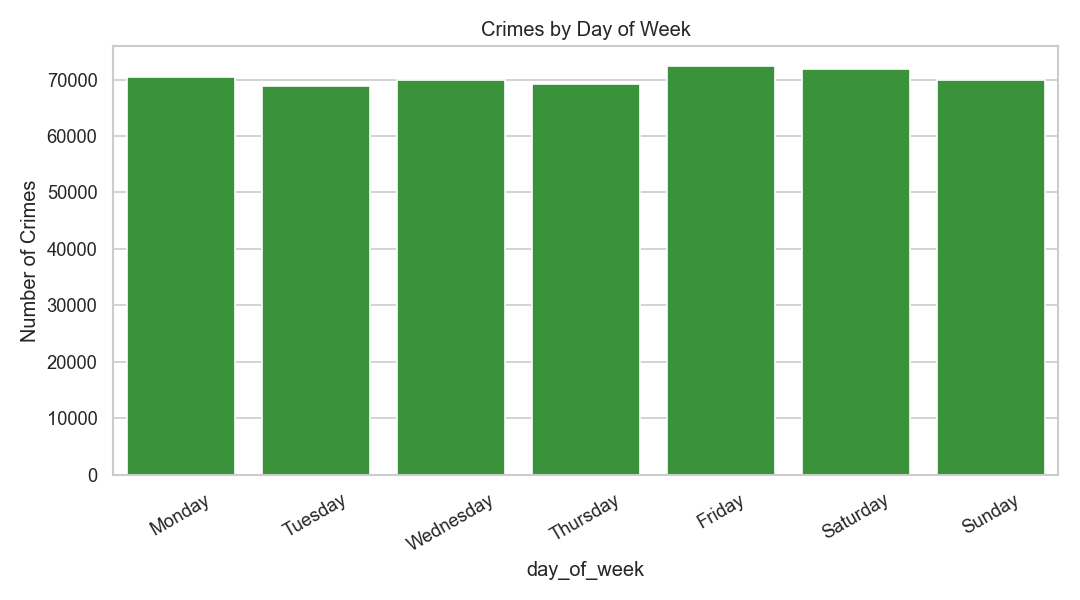 Crimes by Day of Week
Number of Crimes
70000
60000
50000
40000
30000
20000
10000
0
Monday
Tuesday
Wednesday
Thursday
Friday
Saturday
Sunday
day_of_week